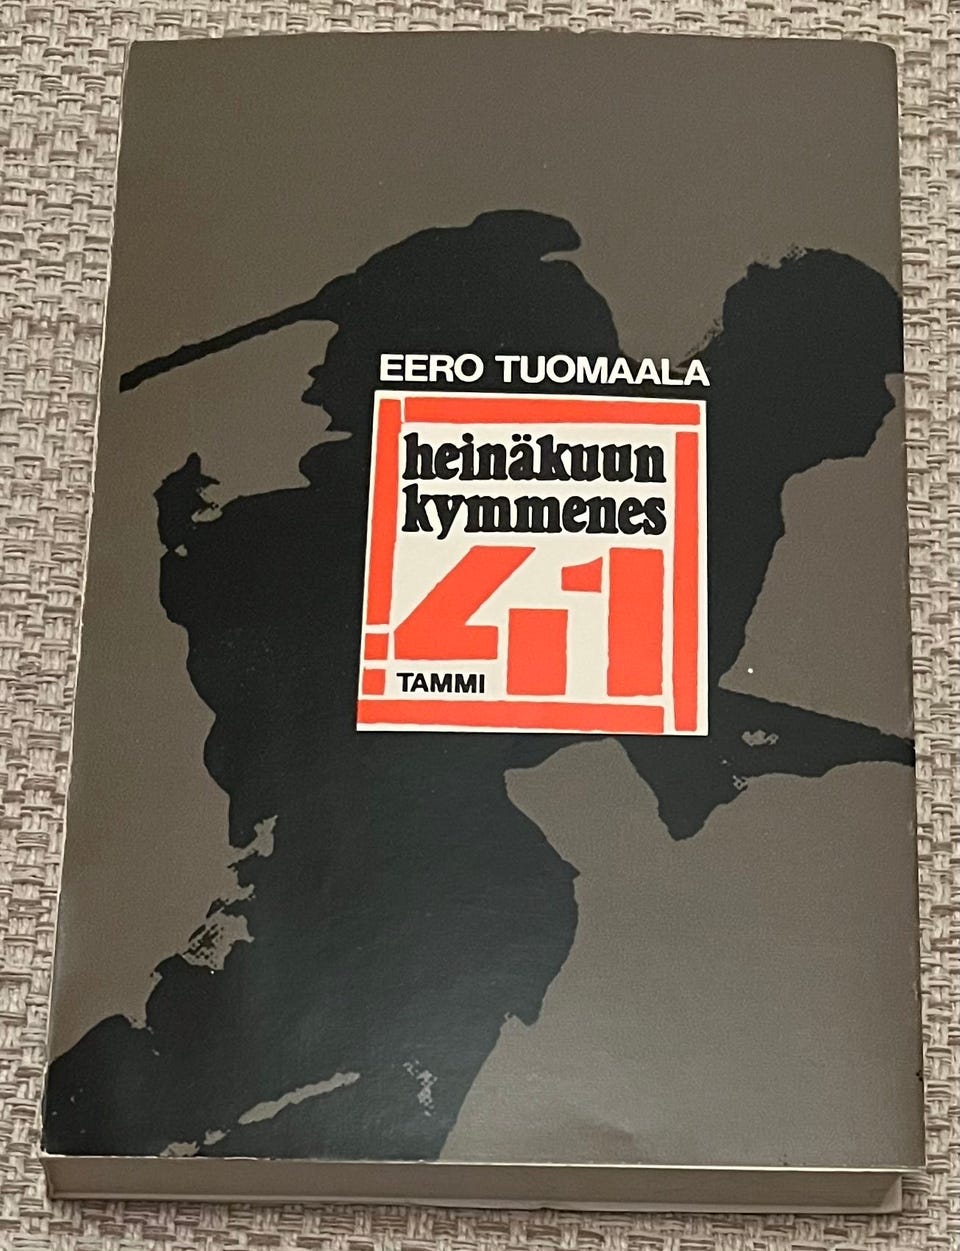 EERO TUOMAALA
heinäkuun
kymmenes
41
TAMMI